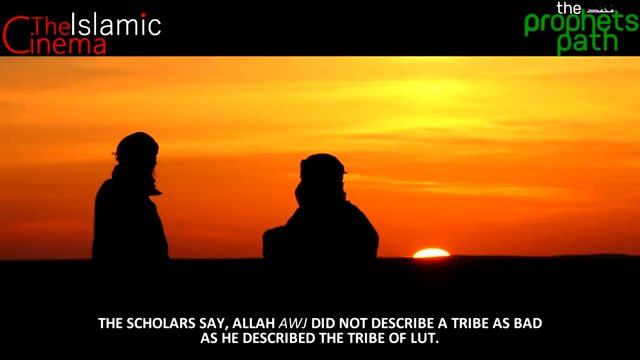 The Islamic
Cinema
the
prophets
path
THE SCHOLARS SAY, ALLAH AWJ DID NOT DESCRIBE A TRIBE AS BAD
AS HE DESCRIBED THE TRIBE OF LUT.